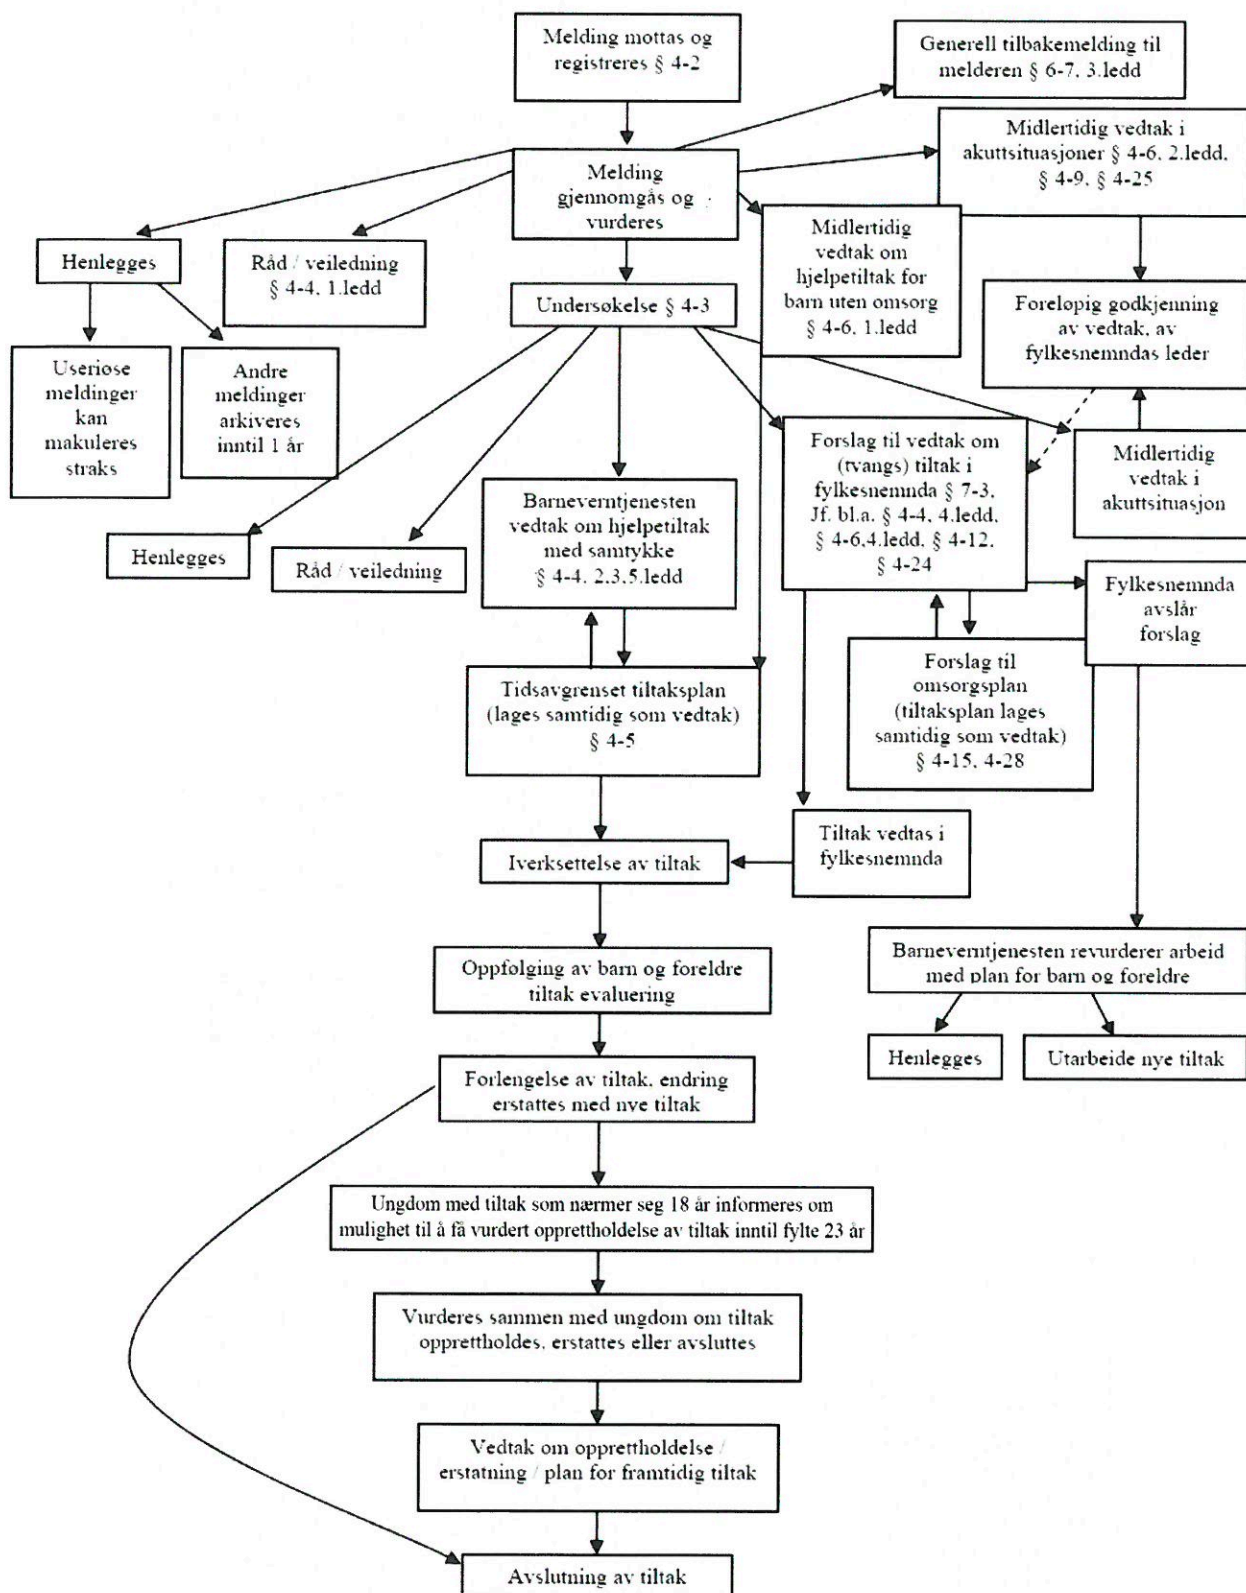 Melding mottas og
registreres § 4-2
Generell tilbakemelding til
melderen § 6-7. 3.ledd
Midlertidig vedtak i
akuttsituasjoner § 4-6. 2.ledd.
§ 4-9. § 4-25
Melding
gjennomgås og
vurderes
Midlertidig
vedtak om
hjelpetiltak for
barn uten omsorg
§ 4-6. 1.ledd
Henlegges
Råd / veiledning
§ 4-4. 1.ledd
Undersøkelse § 4-3
Foreløpig godkjenning
av vedtak. av
fylkesnemndas leder
Useriøse
meldinger
kan
makuleres
straks
Andre
meldinger
arkiveres
inntil 1 år
Forslag til vedtak om
(tvangs) tiltak i
fylkesnemnda § 7-3.
Jf. bl.a. § 4-4. 4.ledd.
§ 4-6.4.ledd. § 4-12.
§ 4-24
Midlertidig
vedtak i
akuttsituasjon
Henlegges
Råd / veiledning
Barneverntjenesten
vedtak om hjelpetiltak
med samtykke
§ 4-4. 2.3.5.ledd
Fylkesnemnda
avslår
forslag
Tidsavgrenset tiltaksplan
(lages samtidig som vedtak)
§ 4-5
Forslag til
omsorgsplan
(tiltaksplan lages
samtidig som vedtak)
§ 4-15. 4-28
Iverksettelse av tiltak
Tiltak vedtas i
fylkesnemnda
Oppfølging av barn og foreldre
tiltak evaluering
Barneverntjenesten revurderer arbeid
med plan for barn og foreldre
Henlegges
Utarbeide nye tiltak
Forlengelse av tiltak. endring
erstattes med nye tiltak
Ungdom med tiltak som nærmer seg 18 år informeres om
mulighet til å få vurdert opprettholdelse av tiltak inntil fylte 23 år
Vurderes sammen med ungdom om tiltak
opprettholdes. erstattes eller avsluttes
Vedtak om opprettholdelse /
erstatning / plan for framtidig tiltak
Avslutning av tiltak